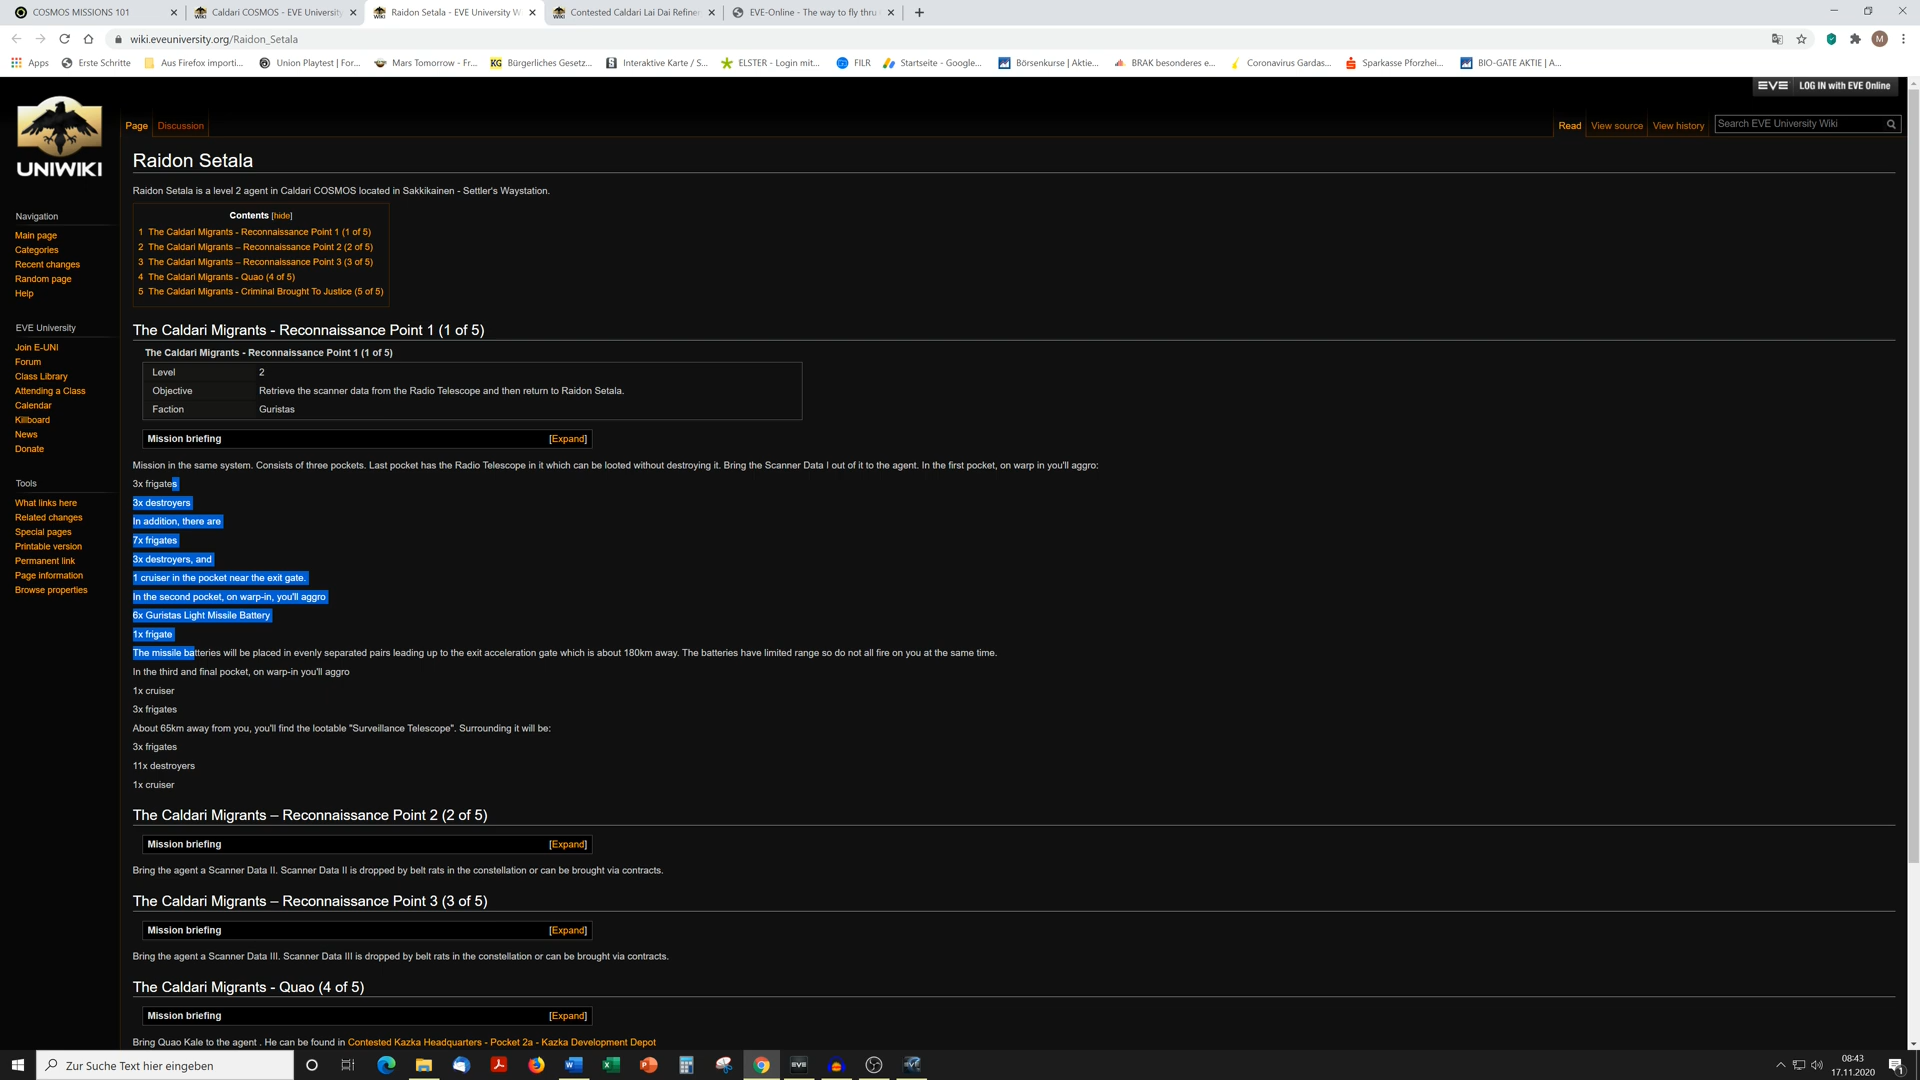 COSMOS MISSIONS 101
Caldari COSMOS - EVE University
Raidon Setala - EVE University W
Contested Caldari Lai Dai Refiner
EVE-Online - The way to fly thru
wiki.eveuniversity.org/Raidon_Setala
M
Apps
Erste Schritte
Aus Firefox importi...
Union Playtest | For...
Mars Tomorrow - Fr...
KG Bürgerliches Gesetz...
Interaktive Karte / S...
ELSTER - Login mit...
FILR
Startseite - Google...
Börsenkurse | Aktie...
BRAK besonderes e...
Coronavirus Gardas...
Sparkasse Pforzhei...
BIO-GATE AKTIE | A...
EVE LOG IN with EVE Online
UNIWIKI
Page Discussion
Read View source View history
Search EVE University Wiki
Navigation
Main page
Categories
Recent changes
Random page
Help
EVE University
Join E-UNI
Forum
Class Library
Attending a Class
Calendar
Killboard
News
Donate
Tools
What links here
Related changes
Special pages
Printable version
Permanent link
Page information
Browse properties
Raidon Setala
Raidon Setala is a level 2 agent in Caldari COSMOS located in Sakkikainen - Settler's Waystation.
Contents [hide]
1 The Caldari Migrants - Reconnaissance Point 1 (1 of 5)
2 The Caldari Migrants – Reconnaissance Point 2 (2 of 5)
3 The Caldari Migrants – Reconnaissance Point 3 (3 of 5)
4 The Caldari Migrants - Quao (4 of 5)
5 The Caldari Migrants - Criminal Brought To Justice (5 of 5)
The Caldari Migrants - Reconnaissance Point 1 (1 of 5)
The Caldari Migrants - Reconnaissance Point 1 (1 of 5)
Level 2
Objective Retrieve the scanner data from the Radio Telescope and then return to Raidon Setala.
Faction Guristas
Mission briefing [Expand]
Mission in the same system. Consists of three pockets. Last pocket has the Radio Telescope in it which can be looted without destroying it. Bring the Scanner Data I out of it to the agent. In the first pocket, on warp in you'll aggro:
3x frigates
3x destroyers
In addition, there are
7x frigates
3x destroyers, and
1 cruiser in the pocket near the exit gate.
In the second pocket, on warp-in, you'll aggro
6x Guristas Light Missile Battery
1x frigate
The missile batteries will be placed in evenly separated pairs leading up to the exit acceleration gate which is about 180km away. The batteries have limited range so do not all fire on you at the same time.
In the third and final pocket, on warp-in you'll aggro
1x cruiser
3x frigates
About 65km away from you, you'll find the lootable "Surveillance Telescope". Surrounding it will be:
3x frigates
11x destroyers
1x cruiser
The Caldari Migrants – Reconnaissance Point 2 (2 of 5)
Mission briefing [Expand]
Bring the agent a Scanner Data II. Scanner Data II is dropped by belt rats in the constellation or can be brought via contracts.
The Caldari Migrants – Reconnaissance Point 3 (3 of 5)
Mission briefing [Expand]
Bring the agent a Scanner Data III. Scanner Data III is dropped by belt rats in the constellation or can be brought via contracts.
The Caldari Migrants - Quao (4 of 5)
Mission briefing [Expand]
Bring Quao Kale to the agent . He can be found in Contested Kazka Headquarters - Pocket 2a - Kazka Development Depot
Zur Suche Text hier eingeben
08:43
17.11.2020
1